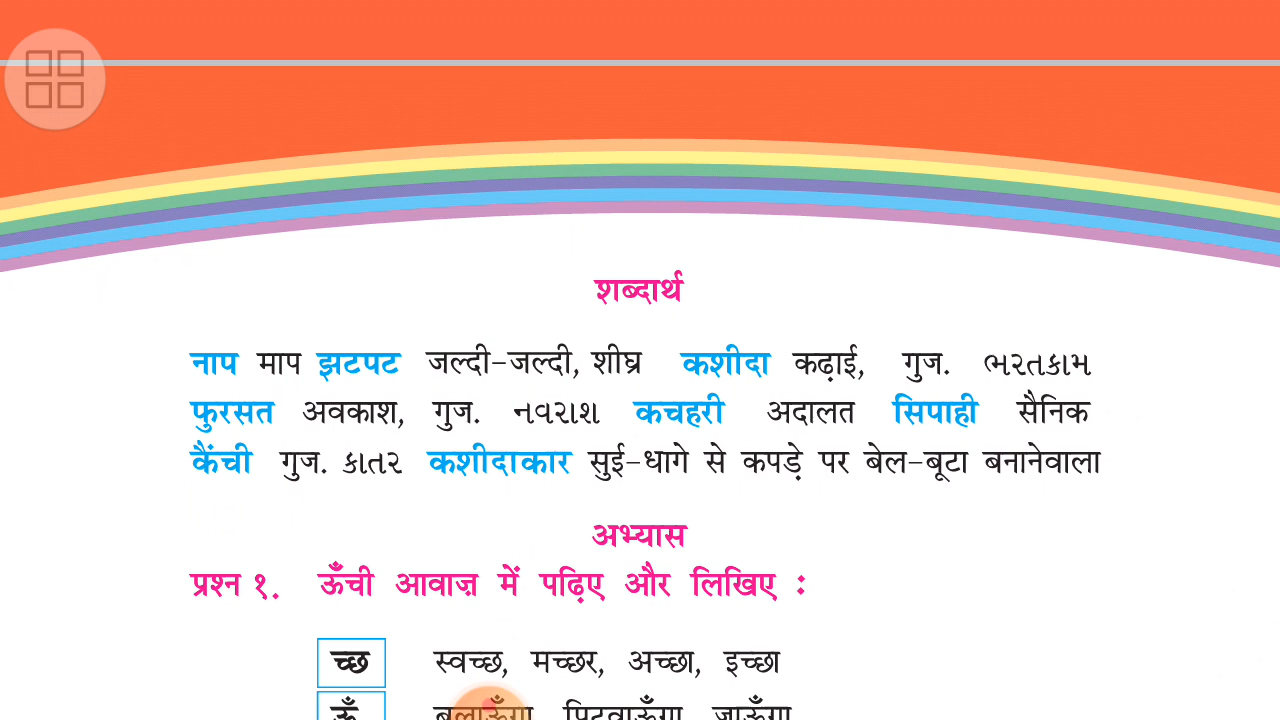 शब्दार्थ
नाप माप झटपट जल्दी-जल्दी, शीघ्र कशीदा कढ़ाई, गुज. ભરતકામ
फुरसत अवकाश, गुज. નવરાશ कचहरी अदालत सिपाही सैनिक
कैंची गुज. કાતર कशीदाकार सुई-धागे से कपड़े पर बेल-बूटा बनानेवाला
अभ्यास
प्रश्न १. ऊँची आवाज़ में पढ़िए और लिखिए :
च्छ स्वच्छ, मच्छर, अच्छा, इच्छा
ऊँ बुलाऊँगा, पिटवाऊँगा, जाऊँगा